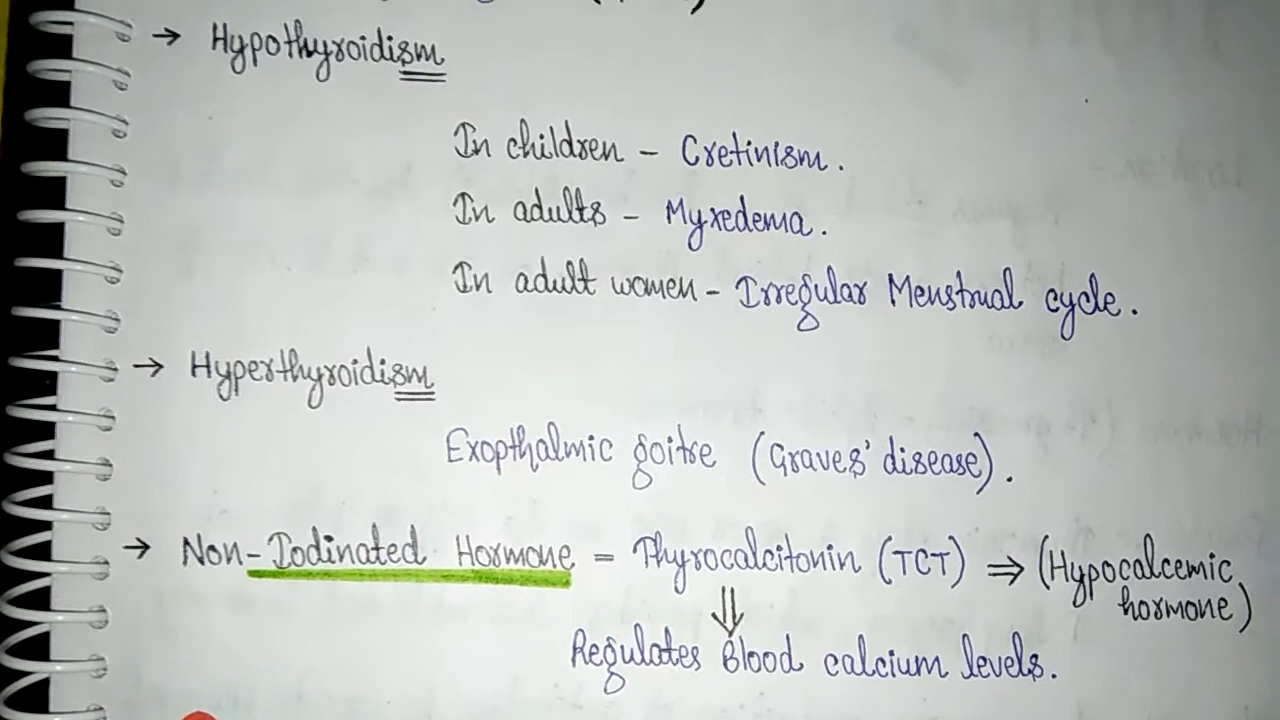 → Hypothyroidism
In children - Cretinism.
In adults - Myxedema.
In adult women - Irregular Menstrual cycle.
→ Hyperthyroidism
Exopthalmic goitre (Graves' disease).
→ Non-Iodinated Hormone = Thyrocalcitonin (TCT) ⇒ (Hypocalcemic
hormone)
⇓
Regulates Blood calcium levels.